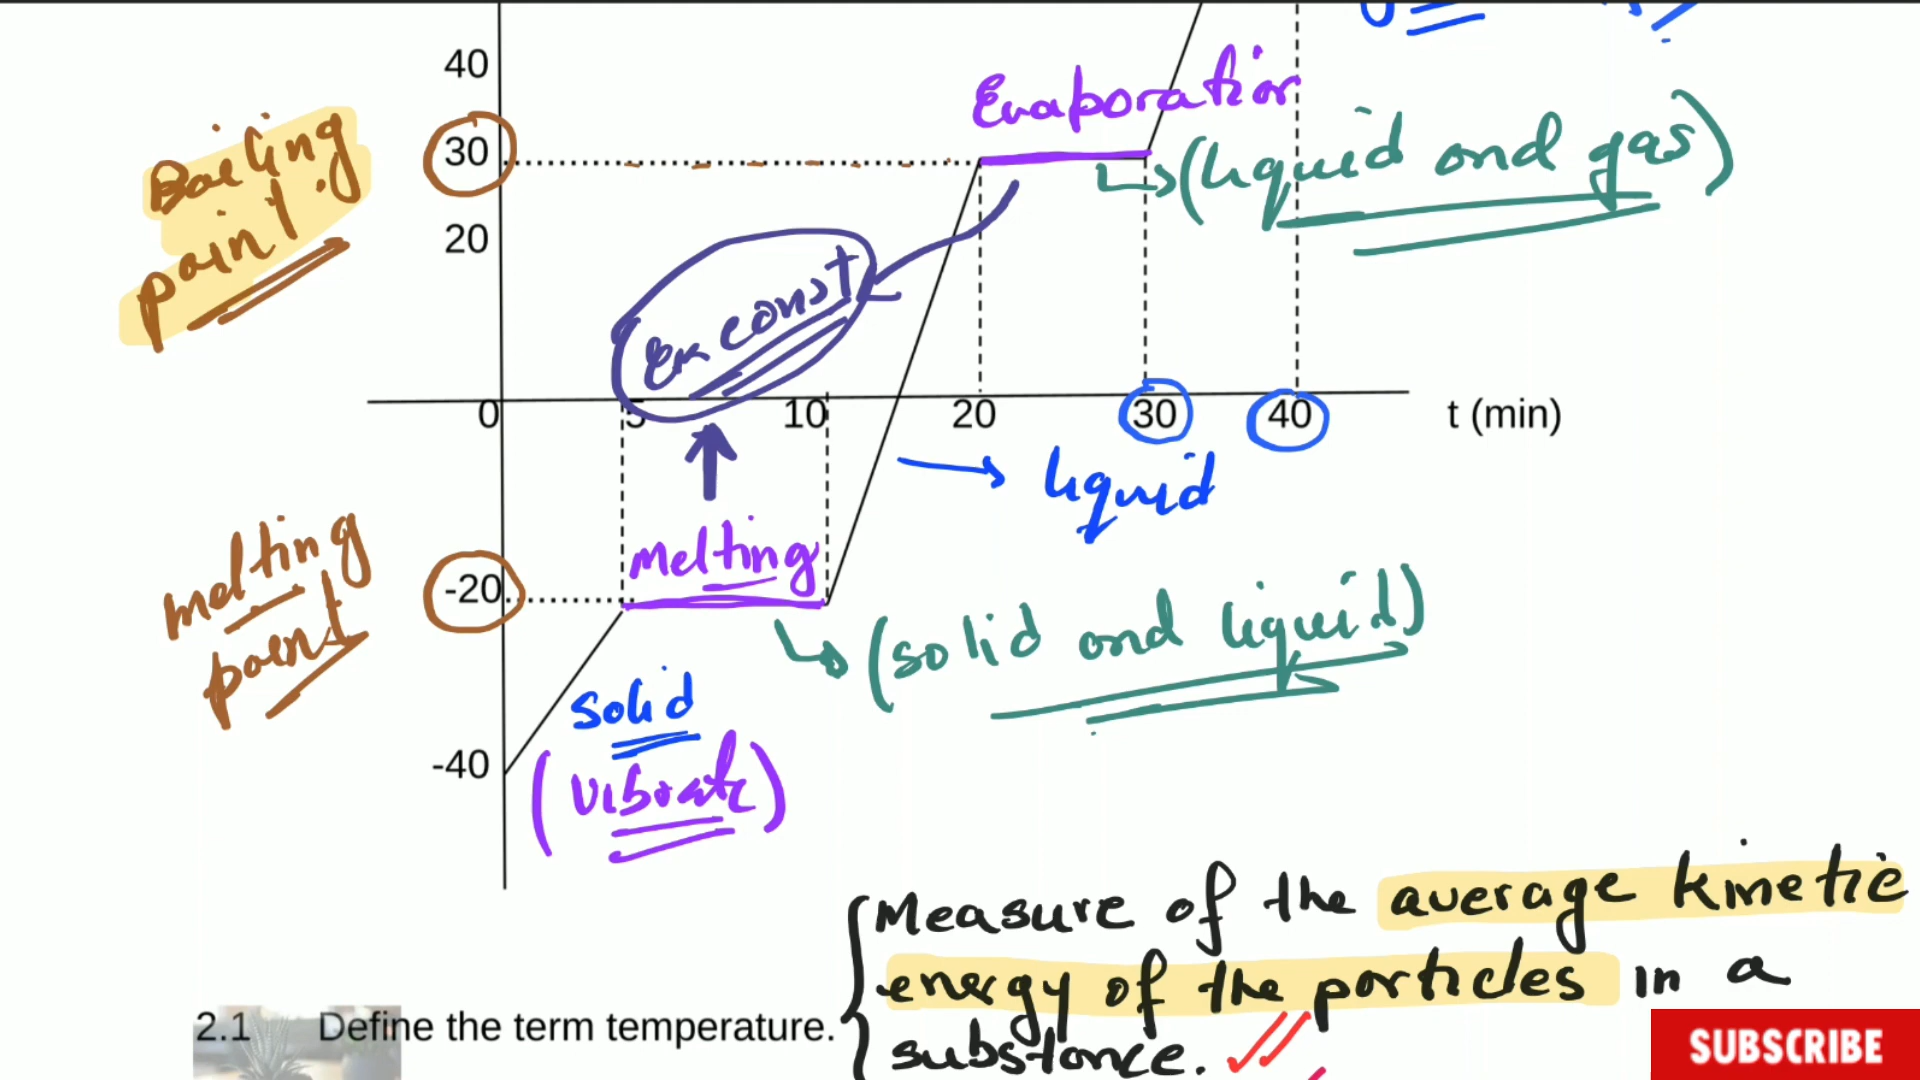 40
Evaporation
30
Boiling
point
(liquid and gas)
20
Ek const
0
5
10
20
30
40
t (min)
liquid
Melting
-20
melting
point
(solid and liquid)
solid
-40
(vibrate)
Measure of the average kinetic
energy of the particles in a
substance.
2.1 Define the term temperature.
SUBSCRIBE